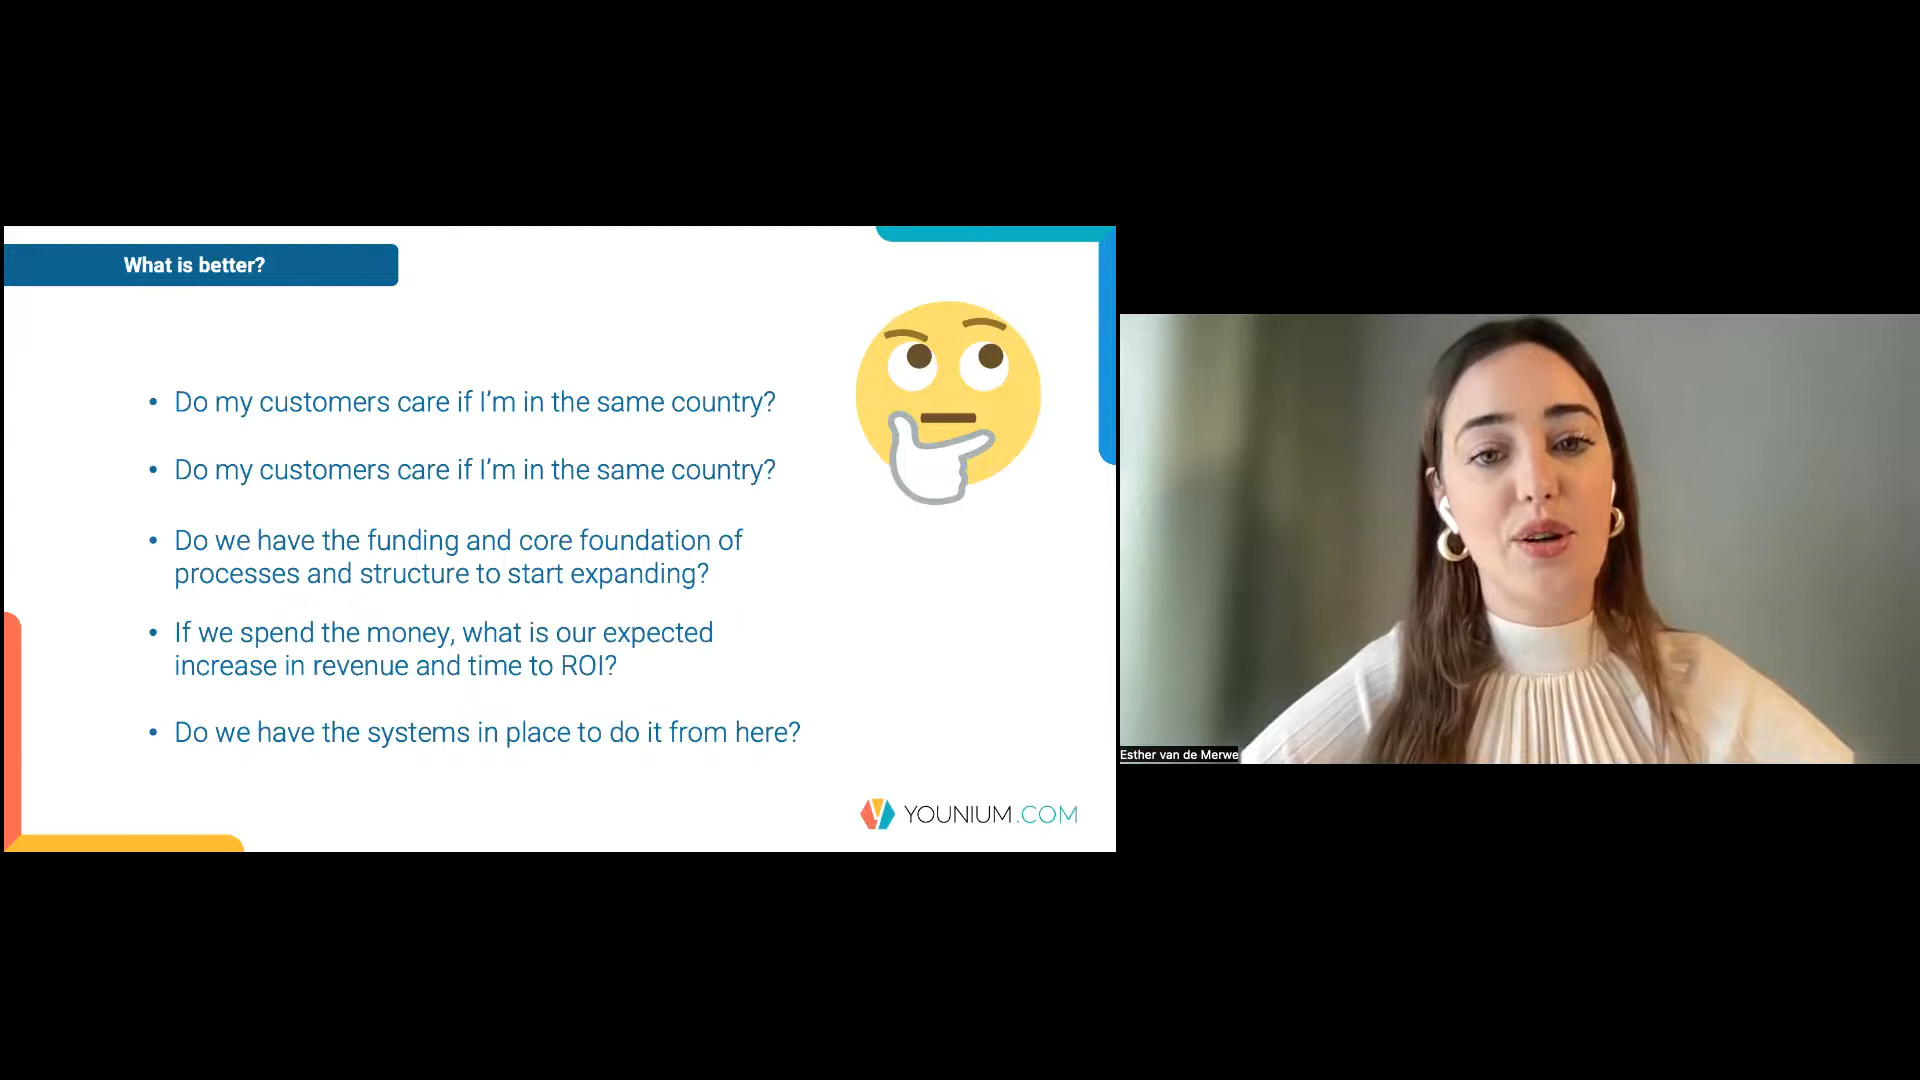 What is better?
• Do my customers care if I’m in the same country?
• Do my customers care if I’m in the same country?
• Do we have the funding and core foundation of
processes and structure to start expanding?
• If we spend the money, what is our expected
increase in revenue and time to ROI?
• Do we have the systems in place to do it from here?
YOUNIUM.COM
Esther van de Merwe